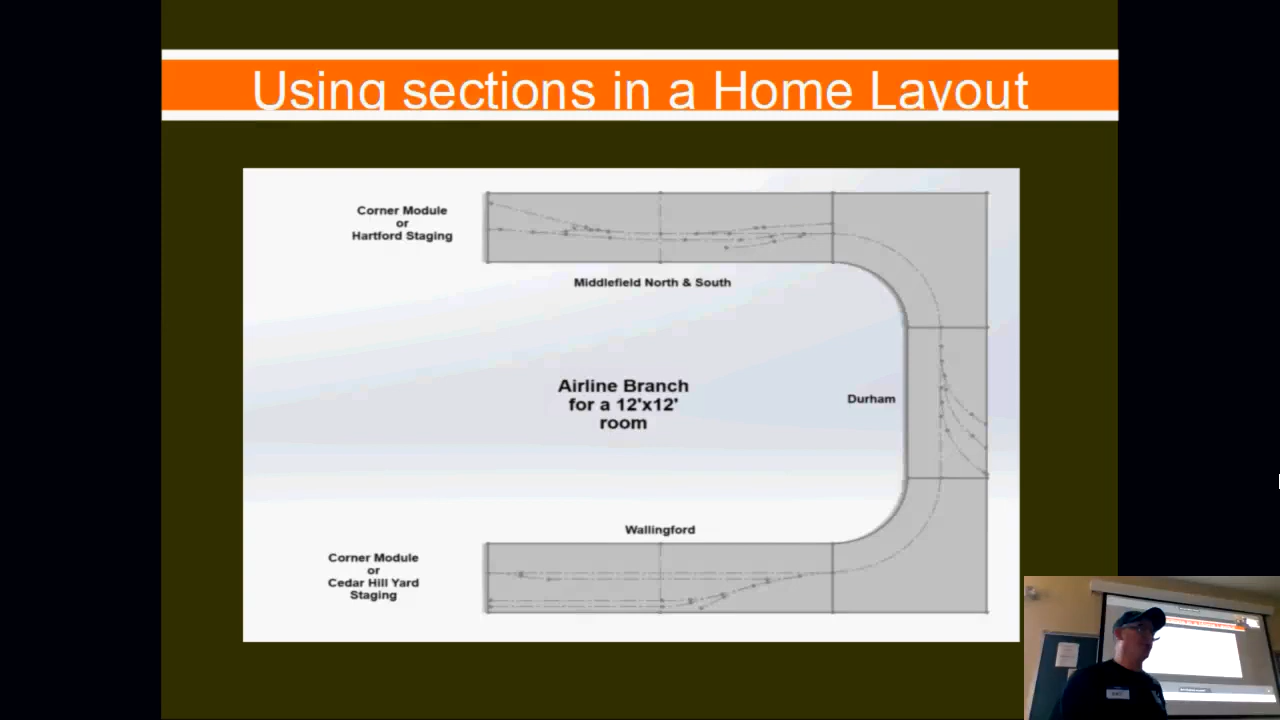 Using sections in a Home Layout
Corner Module
or
Hartford Staging
Middlefield North & South
Airline Branch
for a 12'x12'
room
Durham
Wallingford
Corner Module
or
Cedar Hill Yard
Staging